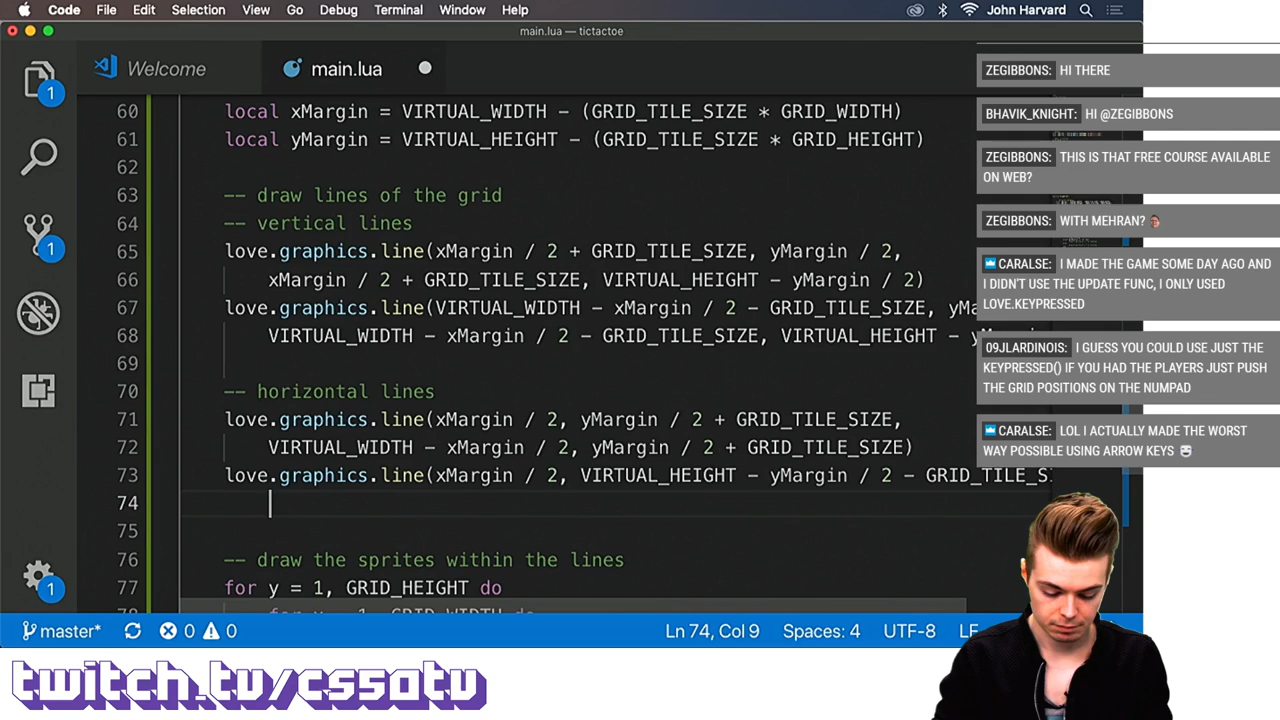 Code File Edit Selection View Go Debug Terminal Window Help John Harvard
main.lua — tictactoe
Welcome main.lua
1
1
1
60 local xMargin = VIRTUAL_WIDTH - (GRID_TILE_SIZE * GRID_WIDTH)
61 local yMargin = VIRTUAL_HEIGHT - (GRID_TILE_SIZE * GRID_HEIGHT)
62
63 -- draw lines of the grid
64 -- vertical lines
65 love.graphics.line(xMargin / 2 + GRID_TILE_SIZE, yMargin / 2,
66 xMargin / 2 + GRID_TILE_SIZE, VIRTUAL_HEIGHT - yMargin / 2)
67 love.graphics.line(VIRTUAL_WIDTH - xMargin / 2 - GRID_TILE_SIZE, yMa
68 VIRTUAL_WIDTH - xMargin / 2 - GRID_TILE_SIZE, VIRTUAL_HEIGHT - y
69
70 -- horizontal lines
71 love.graphics.line(xMargin / 2, yMargin / 2 + GRID_TILE_SIZE,
72 VIRTUAL_WIDTH - xMargin / 2, yMargin / 2 + GRID_TILE_SIZE)
73 love.graphics.line(xMargin / 2, VIRTUAL_HEIGHT - yMargin / 2 - GRID_TILE_S
74
75
76 -- draw the sprites within the lines
77 for y = 1, GRID_HEIGHT do
ZEGIBBONS: HI THERE
BHAVIK_KNIGHT: HI @ZEGIBBONS
ZEGIBBONS: THIS IS THAT FREE COURSE AVAILABLE
ON WEB?
ZEGIBBONS: WITH MEHRAN?
CARALSE: I MADE THE GAME SOME DAY AGO AND
I DIDN'T USE THE UPDATE FUNC, I ONLY USED
LOVE.KEYPRESSED
09JLARDINOIS: I GUESS YOU COULD USE JUST THE
KEYPRESSED() IF YOU HAD THE PLAYERS JUST PUSH
THE GRID POSITIONS ON THE NUMPAD
CARALSE: LOL I ACTUALLY MADE THE WORST
WAY POSSIBLE USING ARROW KEYS
1
master* 0 0 Ln 74, Col 9 Spaces: 4 UTF-8 LF
twitch.tv/cs50tv